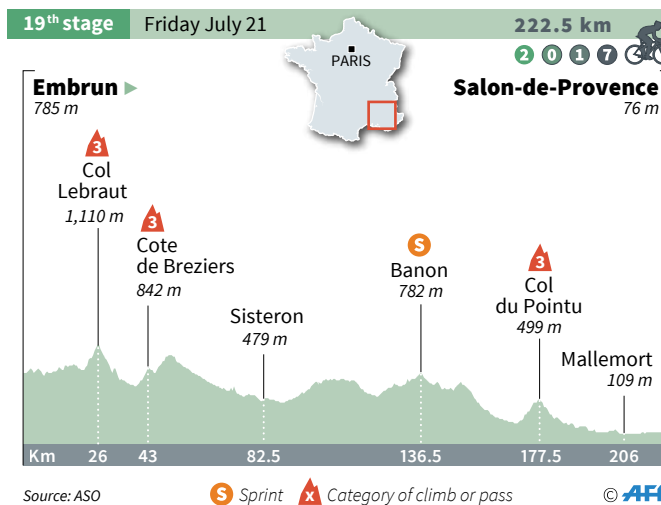 19th stage Friday July 21 222.5 km
2 0 1 7
PARIS
Embrun
785 m
Salon-de-Provence
76 m
3
Col
Lebraut
1,110 m
3
Cote
de Breziers
842 m
Sisteron
479 m
S
Banon
782 m
3
Col
du Pointu
499 m
Mallemort
109 m
Km 26 43 82.5 136.5 177.5 206
Source: ASO S Sprint x Category of climb or pass © AFP